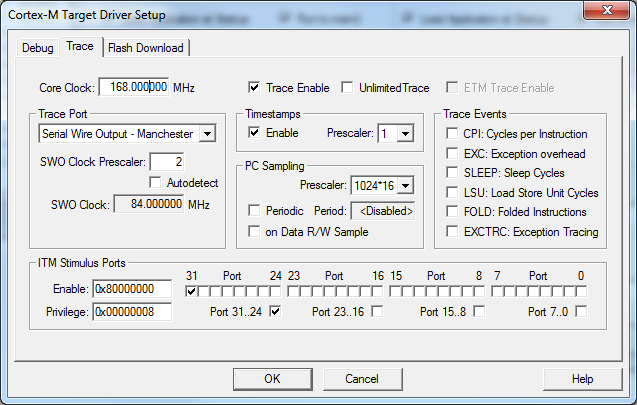 Cortex-M Target Driver Setup
Debug Trace Flash Download
Core Clock: 168.000000 MHz Trace Enable UnlimitedTrace ETM Trace Enable
Trace Port Timestamps Trace Events
Serial Wire Output - Manchester Enable Prescaler: 1 CPI: Cycles per Instruction
EXC: Exception overhead
SWO Clock Prescaler: 2 PC Sampling SLEEP: Sleep Cycles
Autodetect Prescaler: 1024*16 LSU: Load Store Unit Cycles
SWO Clock: 84.000000 MHz Periodic Period: <Disabled> FOLD: Folded Instructions
on Data R/W Sample EXCTRC: Exception Tracing
ITM Stimulus Ports
31 Port 24 23 Port 16 15 Port 8 7 Port 0
Enable: 0x80000000
Privilege: 0x00000008 Port 31..24 Port 23..16 Port 15..8 Port 7..0
OK Cancel Help